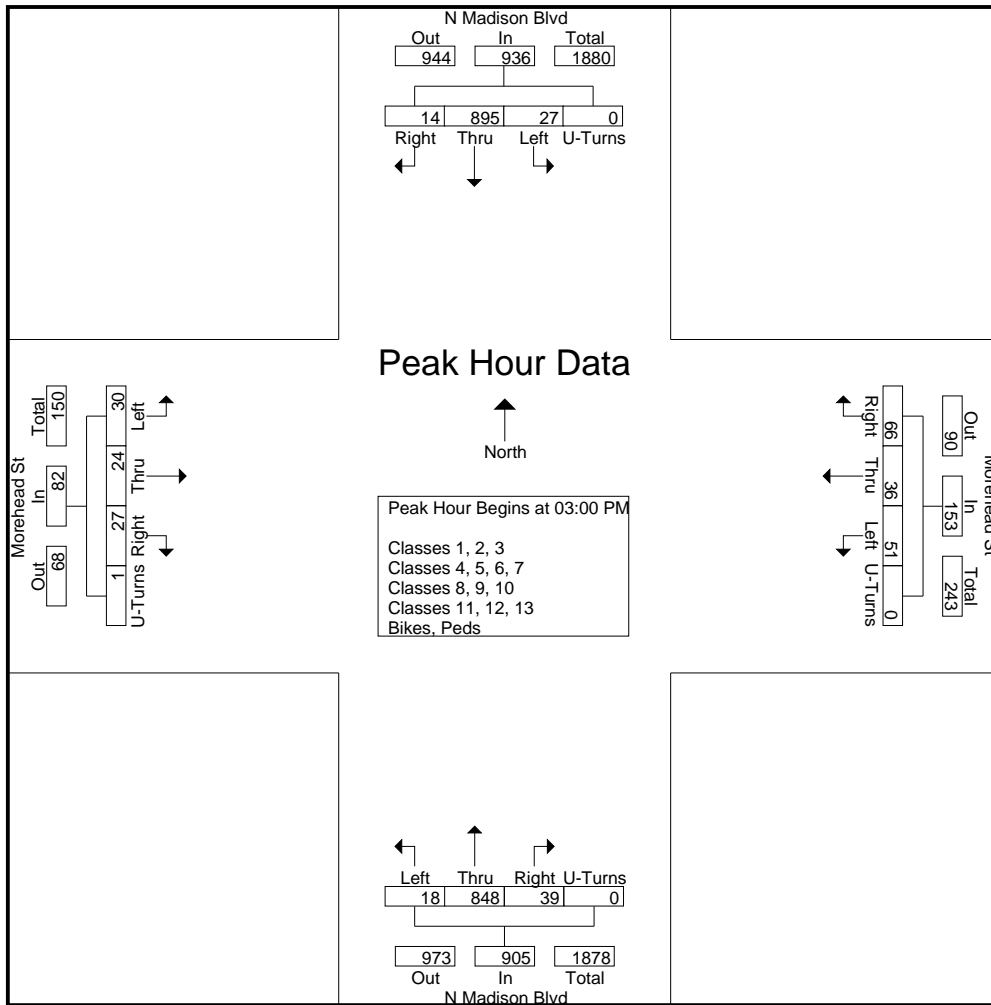 N Madison Blvd
Out In Total
944 936 1880
14 895 27 0
Right Thru Left U-Turns
Peak Hour Data
North
Peak Hour Begins at 03:00 PM
Classes 1, 2, 3
Classes 4, 5, 6, 7
Classes 8, 9, 10
Classes 11, 12, 13
Bikes, Peds
Morehead St
Out In Total
68 82 150
1 27 24 30
U-Turns Right Thru Left
Morehead St
Out In Total
90 153 243
66 36 51 0
Right Thru Left U-Turns
Left Thru Right U-Turns
18 848 39 0
973 905 1878
Out In Total
N Madison Blvd